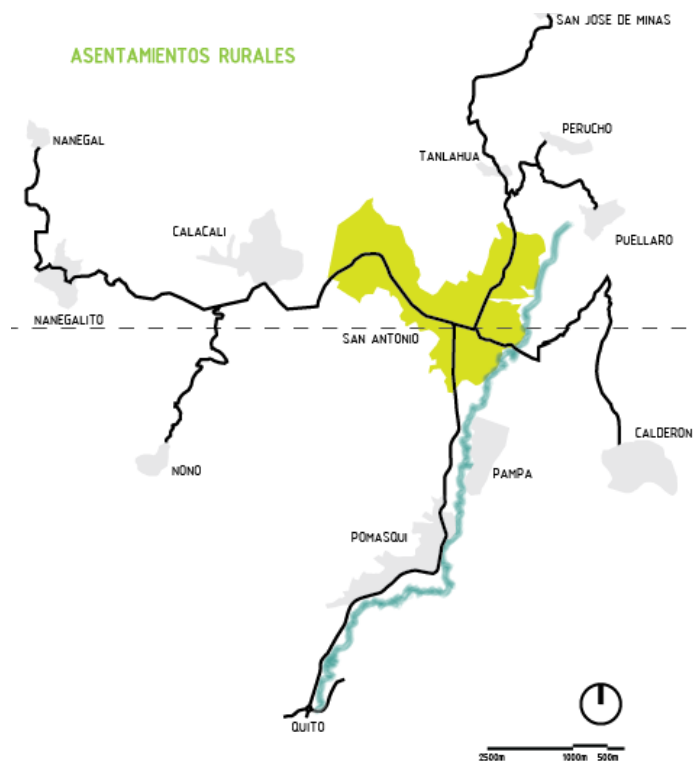 SAN JOSE DE MINAS
ASENTAMIENTOS RURALES
PERUCHO
NANEGAL
TANLAHUA
CALACALI
PUELLARO
NANEGALITO
SAN ANTONIO
CALDERON
NONO
PAMPA
POMASQUI
QUITO
2500m 1000m 500m